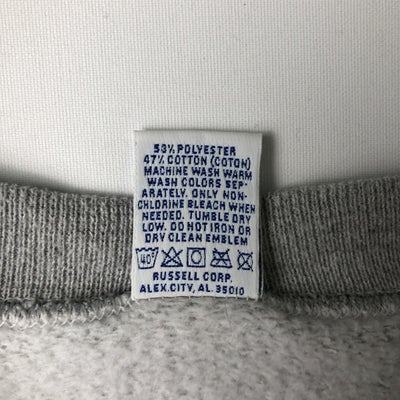 53% POLYESTER
47% COTTON (COTON)
MACHINE WASH WARM
WASH COLORS SEP-
ARATELY. ONLY NON-
CHLORINE BLEACH WHEN
NEEDED. TUMBLE DRY
LOW. DO NOT IRON OR
DRY CLEAN EMBLEM
40°
RUSSELL CORP.
ALEX.CITY, AL. 35010